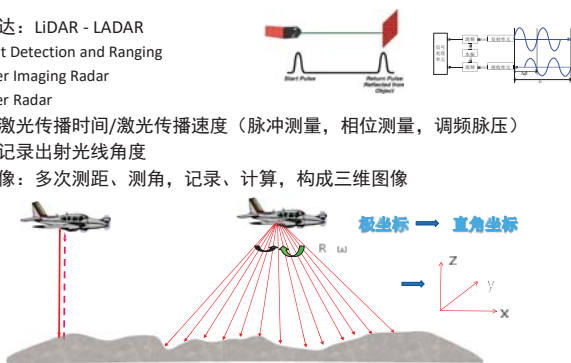 达：LiDAR - LADAR
t Detection and Ranging
er Imaging Radar
er Radar
激光传播时间/激光传播速度（脉冲测量，相位测量，调频脉压）
记录出射光线角度
像：多次测距、测角，记录、计算，构成三维图像
Start Pulse
Return Pulse
Reflected from
Object
极坐标
直角坐标
R ω
Z
y
X